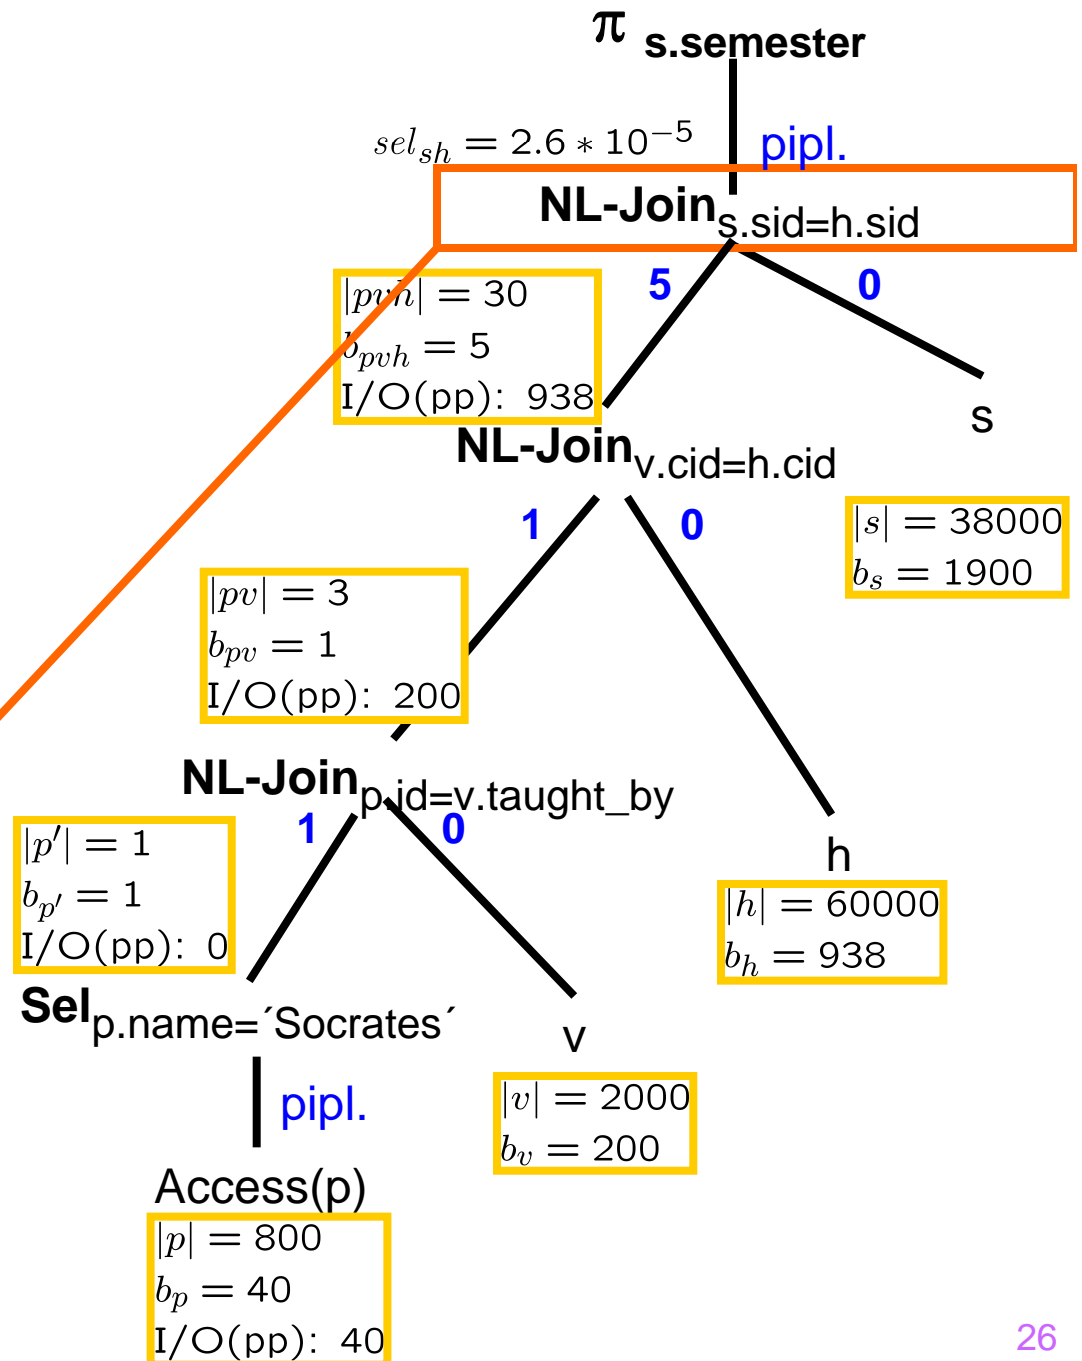 π s.semester
sel_sh = 2.6 * 10^−5
pipl.
NL-Join s.sid=h.sid
5
0
|pvh| = 30
b_pvh = 5
I/O(pp): 938
s
NL-Join v.cid=h.cid
|s| = 38000
b_s = 1900
1
0
|pv| = 3
b_pv = 1
I/O(pp): 200
NL-Join p.id=v.taught_by
1
0
|p′| = 1
b_p′ = 1
I/O(pp): 0
h
|h| = 60000
b_h = 938
Sel p.name=´Socrates´
v
|v| = 2000
b_v = 200
pipl.
Access(p)
|p| = 800
b_p = 40
I/O(pp): 40
26